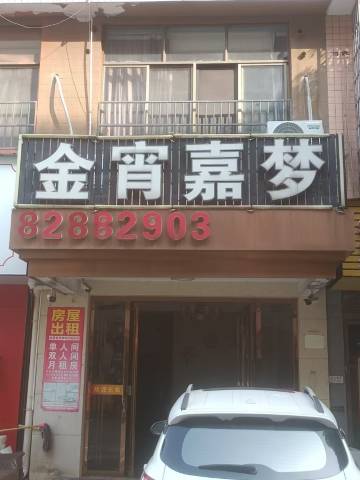 金宵嘉梦
82882903
房屋
出租
单人间
双人间
月租房